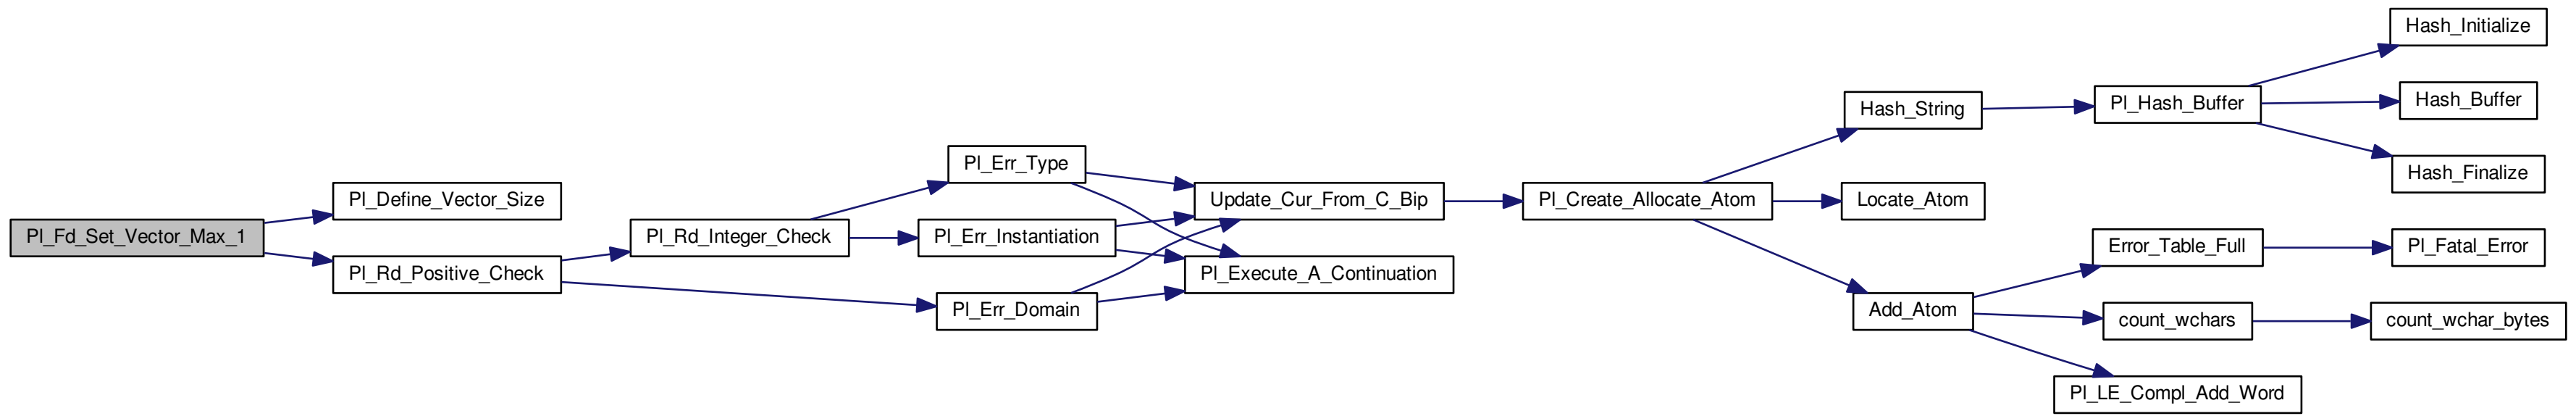 Pl_Fd_Set_Vector_Max_1
Pl_Define_Vector_Size
Pl_Rd_Positive_Check
Pl_Rd_Integer_Check
Pl_Err_Type
Pl_Err_Instantiation
Pl_Err_Domain
Update_Cur_From_C_Bip
Pl_Execute_A_Continuation
Pl_Create_Allocate_Atom
Hash_String
Locate_Atom
Add_Atom
Pl_Hash_Buffer
Error_Table_Full
count_wchars
Pl_LE_Compl_Add_Word
Hash_Initialize
Hash_Buffer
Hash_Finalize
Pl_Fatal_Error
count_wchar_bytes